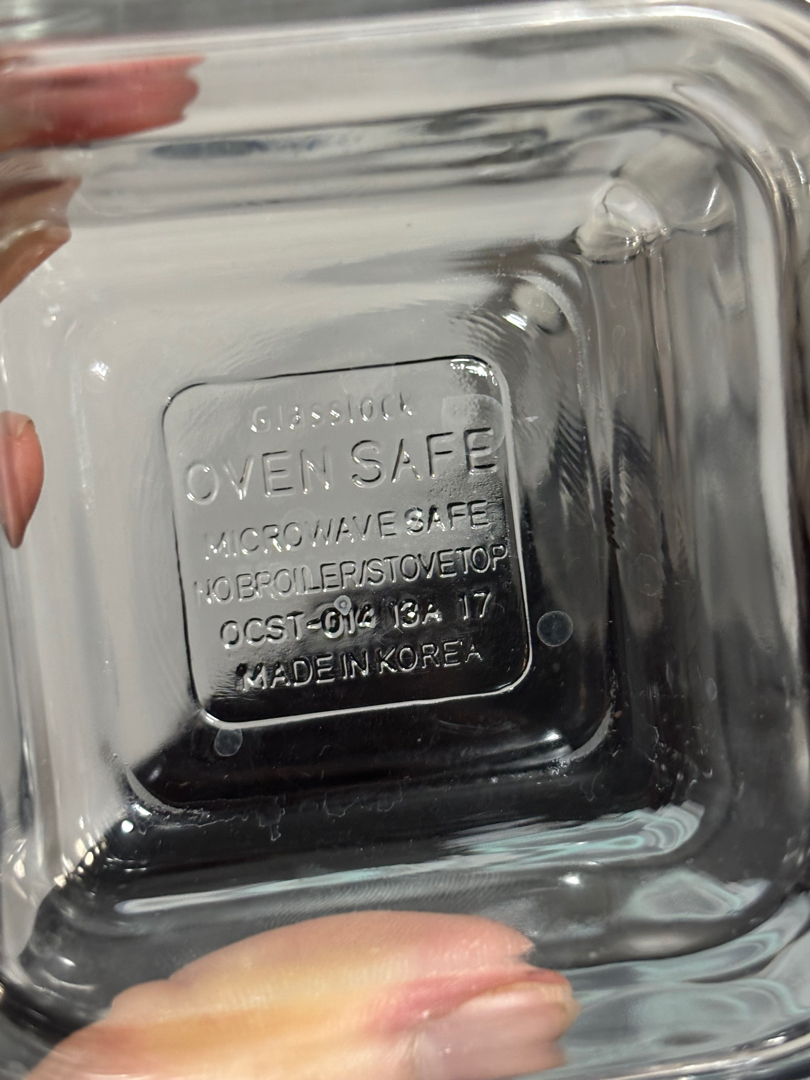 Glasslock
OVEN SAFE
MICROWAVE SAFE
NO BROILER/STOVETOP
OCST-014 13A 17
MADE IN KOREA